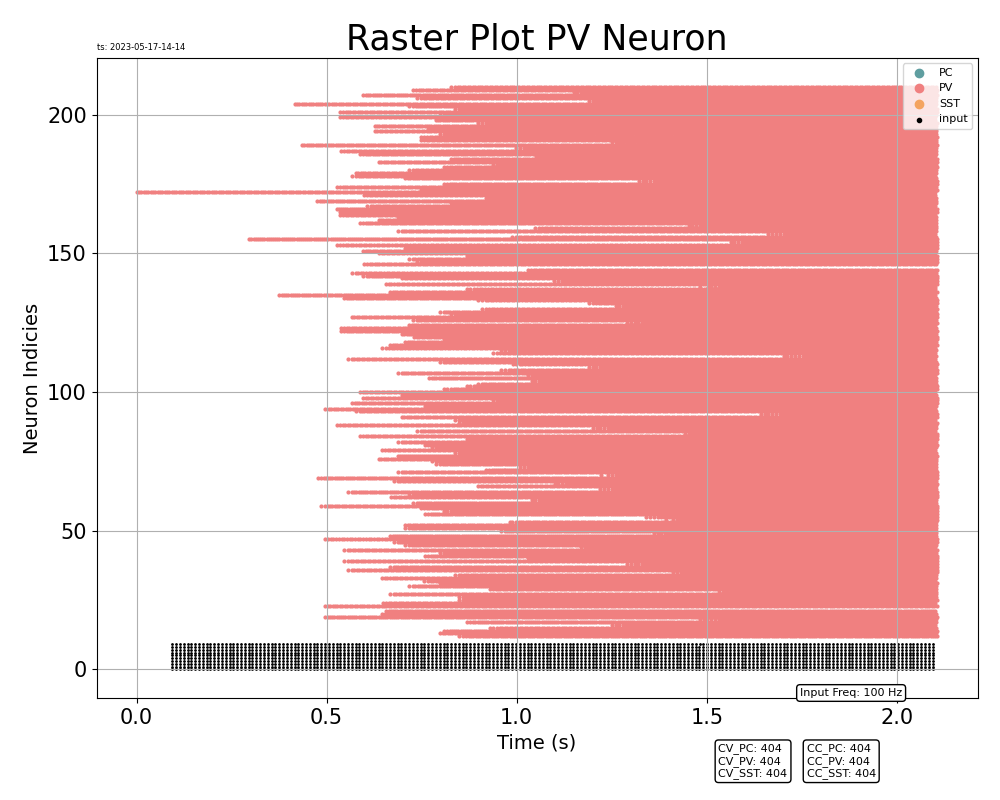 Raster Plot PV Neuron
ts: 2023-05-17-14-14
PC
PV
SST
input
200
150
100
50
0
Neuron Indicies
Input Freq: 100 Hz
0.0 0.5 1.0 1.5 2.0
Time (s)
CV_PC: 404
CV_PV: 404
CV_SST: 404
CC_PC: 404
CC_PV: 404
CC_SST: 404